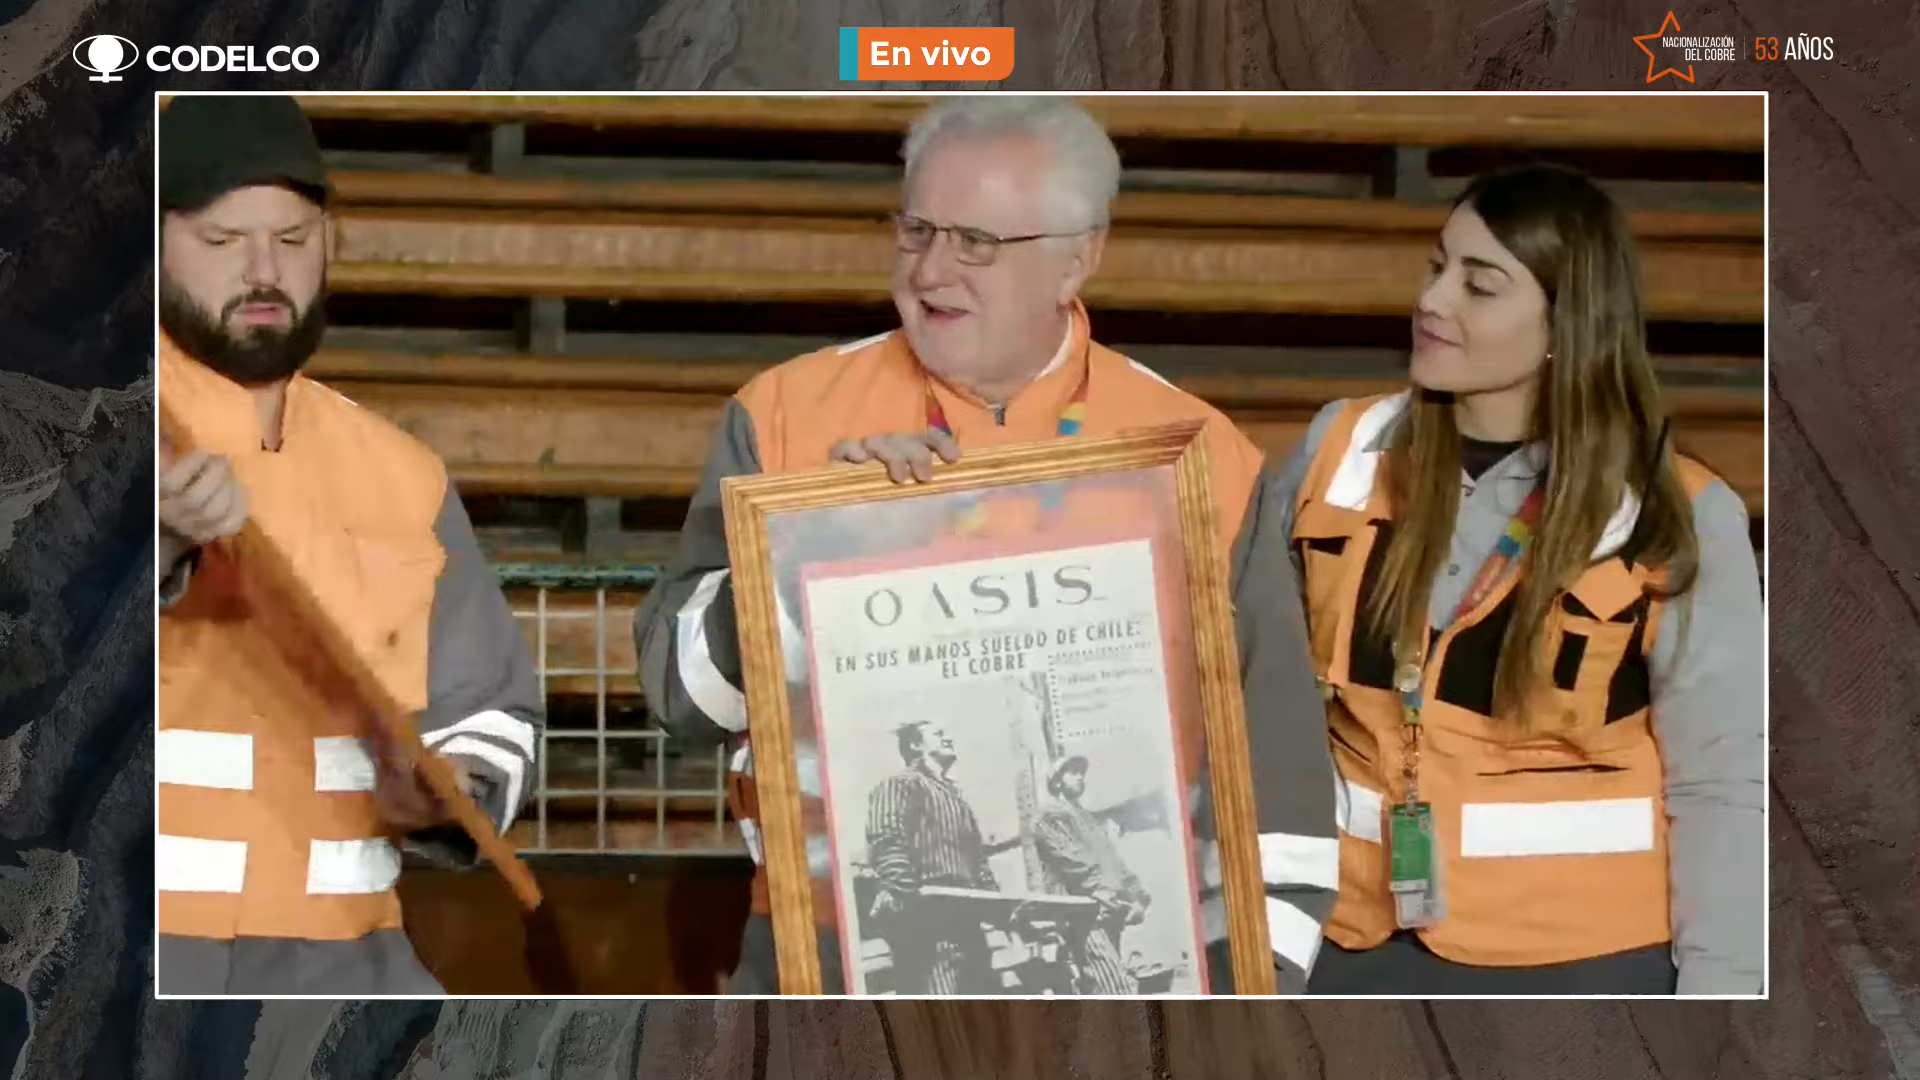 CODELCO
En vivo
NACIONALIZACIÓN
DEL COBRE
53 AÑOS
OASIS
EN SUS MANOS SUELDO DE CHILE:
EL COBRE